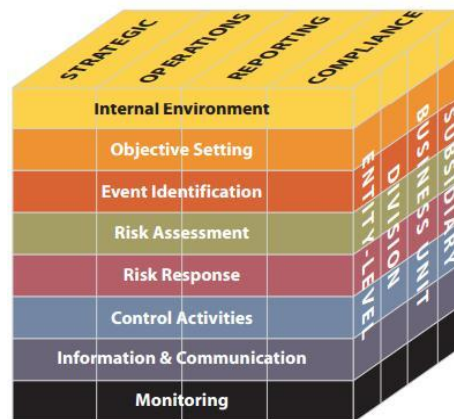 STRATEGIC
OPERATIONS
REPORTING
COMPLIANCE
Internal Environment
Objective Setting
Event Identification
Risk Assessment
Risk Response
Control Activities
Information & Communication
Monitoring
ENTITY-LEVEL
DIVISION
BUSINESS UNIT
SUBSIDIARY